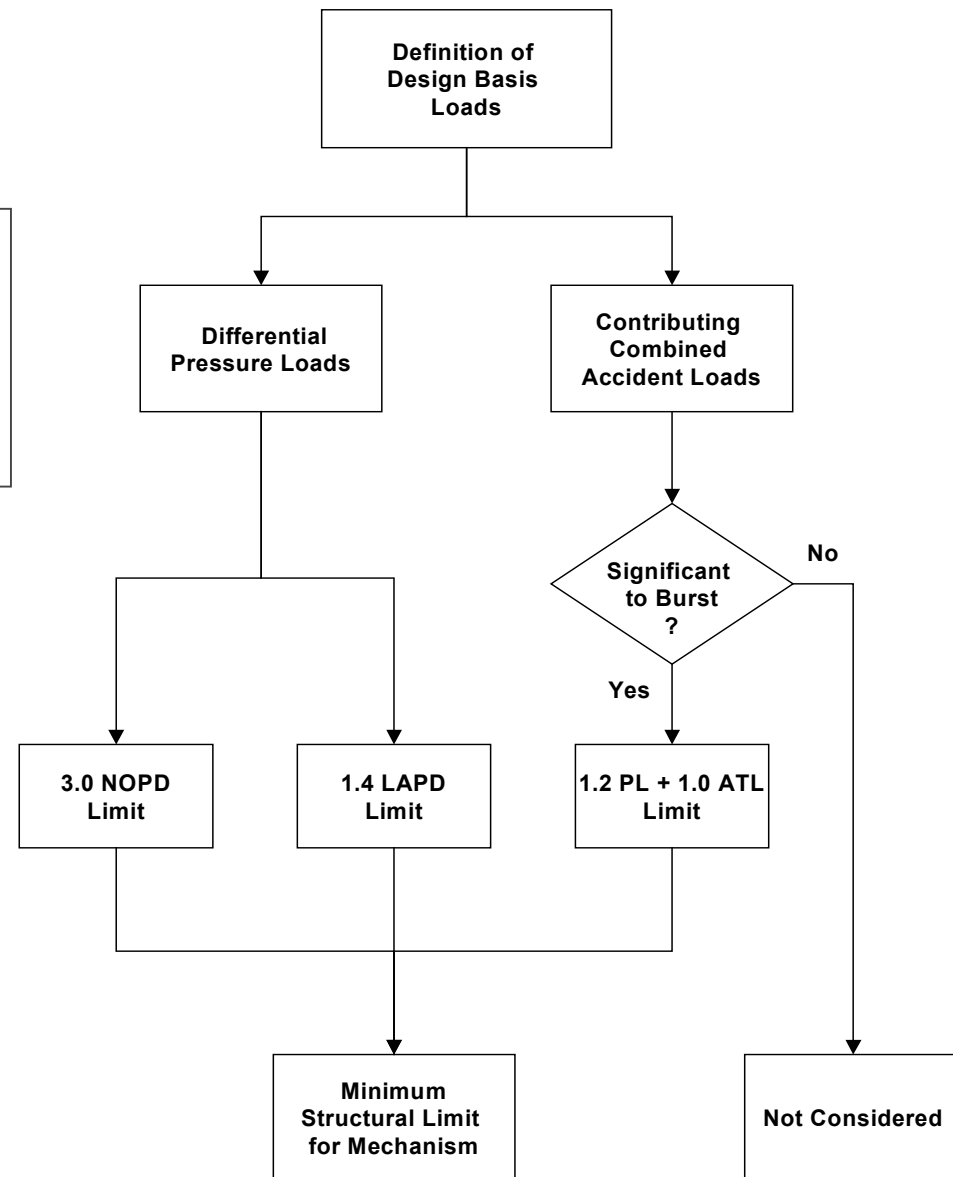 Definition of
Design Basis
Loads
Differential
Pressure Loads
Contributing
Combined
Accident Loads
Significant
to Burst
?
No
Yes
3.0 NOPD
Limit
1.4 LAPD
Limit
1.2 PL + 1.0 ATL
Limit
Minimum
Structural Limit
for Mechanism
Not Considered